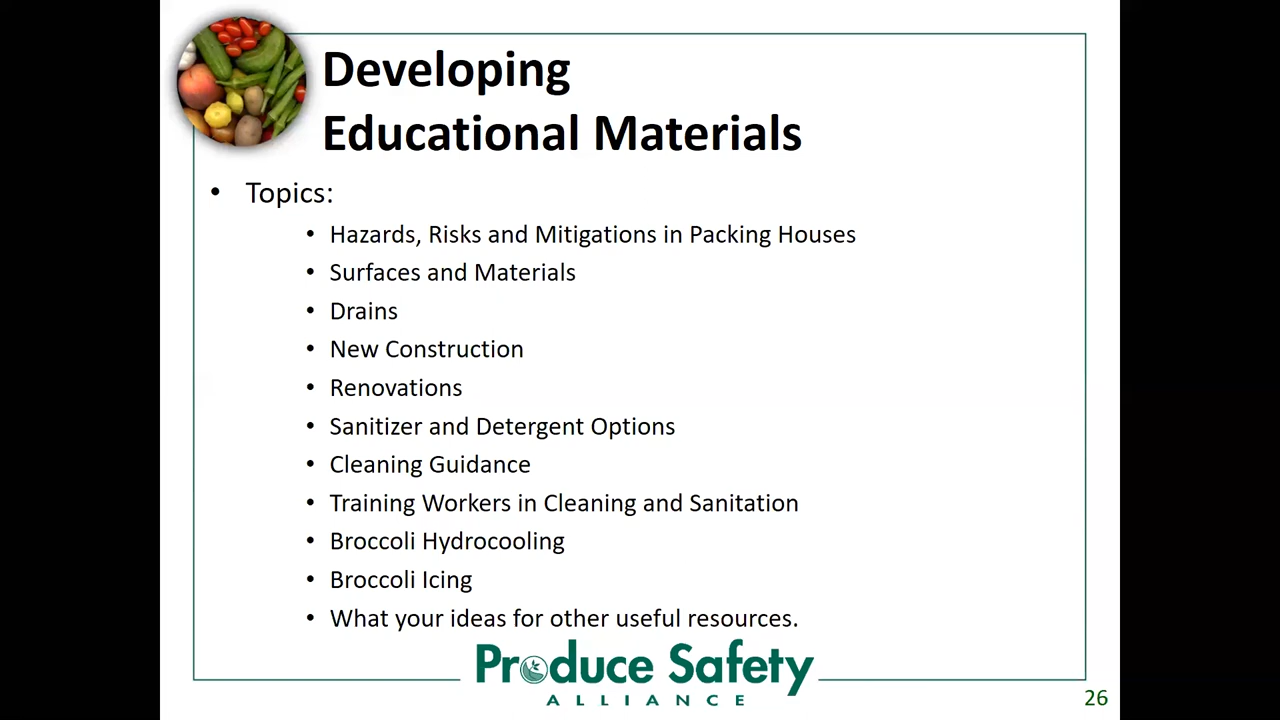 Developing
Educational Materials
• Topics:
• Hazards, Risks and Mitigations in Packing Houses
• Surfaces and Materials
• Drains
• New Construction
• Renovations
• Sanitizer and Detergent Options
• Cleaning Guidance
• Training Workers in Cleaning and Sanitation
• Broccoli Hydrocooling
• Broccoli Icing
• What your ideas for other useful resources.
Produce Safety
ALLIANCE
26